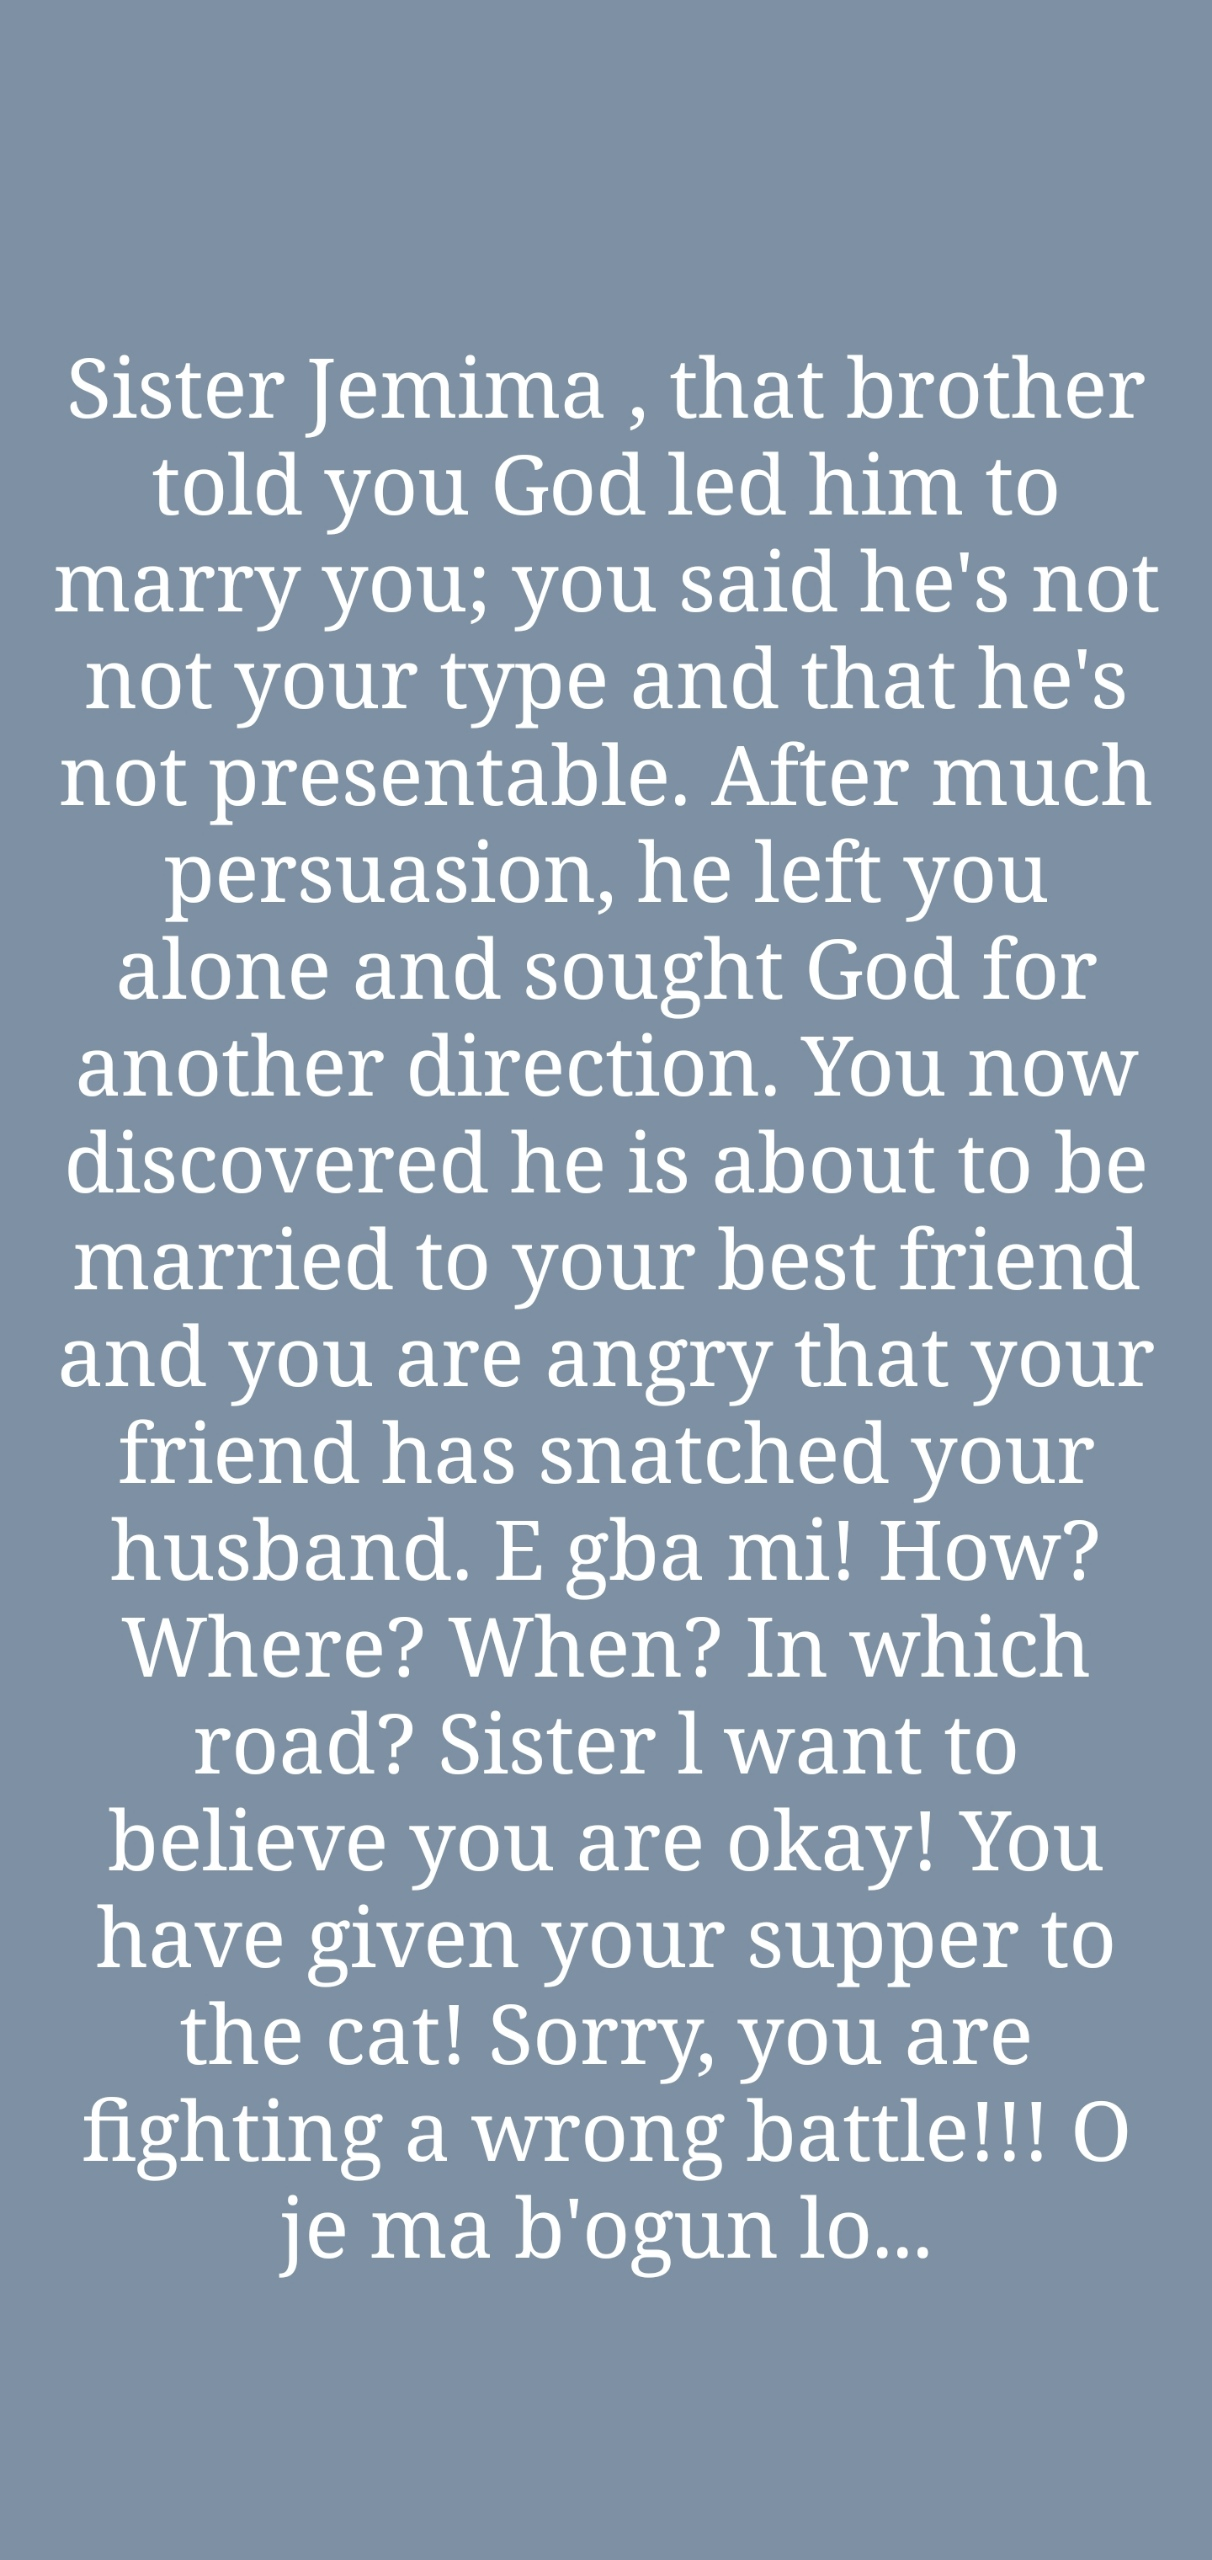 Sister Jemima , that brother
told you God led him to
marry you; you said he's not
not your type and that he's
not presentable. After much
persuasion, he left you
alone and sought God for
another direction. You now
discovered he is about to be
married to your best friend
and you are angry that your
friend has snatched your
husband. E gba mi! How?
Where? When? In which
road? Sister l want to
believe you are okay! You
have given your supper to
the cat! Sorry, you are
fighting a wrong battle!!! O
je ma b'ogun lo...